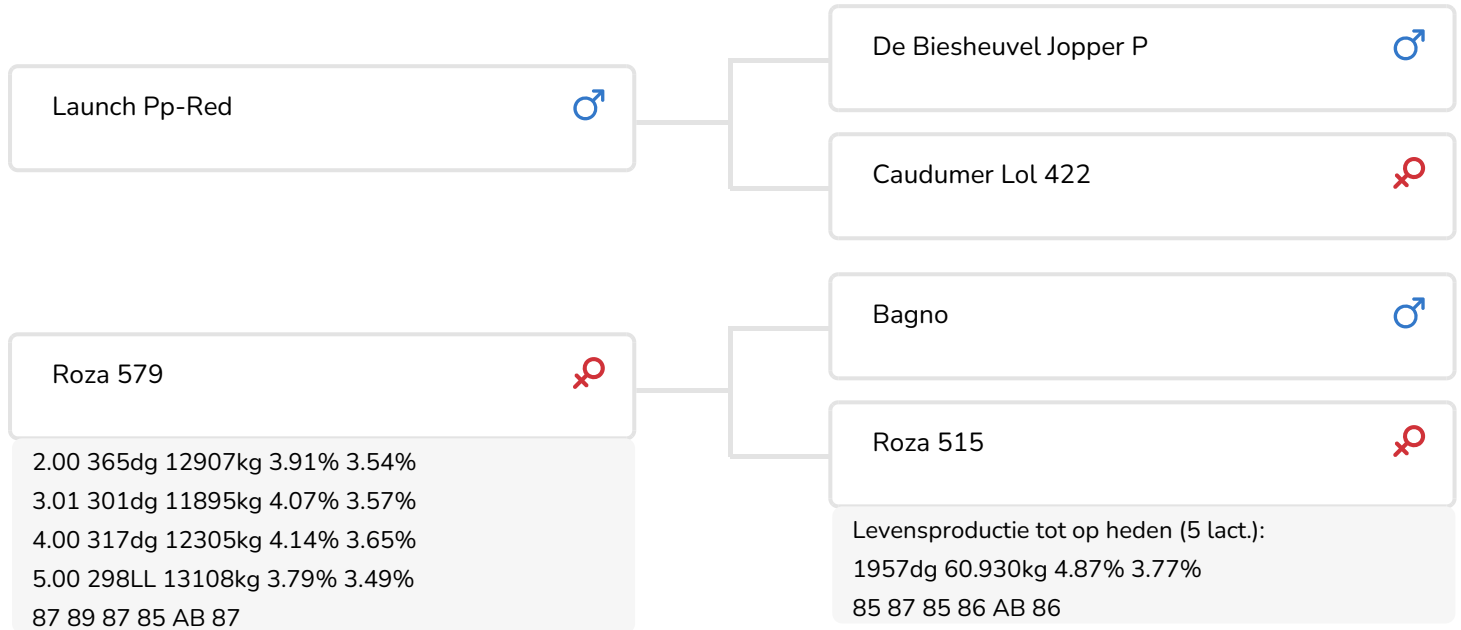 De Biesheuvel Jopper P
Launch Pp-Red
Caudumer Lol 422
Bagno
Roza 579
Roza 515
2.00 365dg 12907kg 3.91% 3.54%
3.01 301dg 11895kg 4.07% 3.57%
4.00 317dg 12305kg 4.14% 3.65%
5.00 298LL 13108kg 3.79% 3.49%
87 89 87 85 AB 87
Levensproductie tot op heden (5 lact.):
1957dg 60.930kg 4.87% 3.77%
85 87 85 86 AB 86